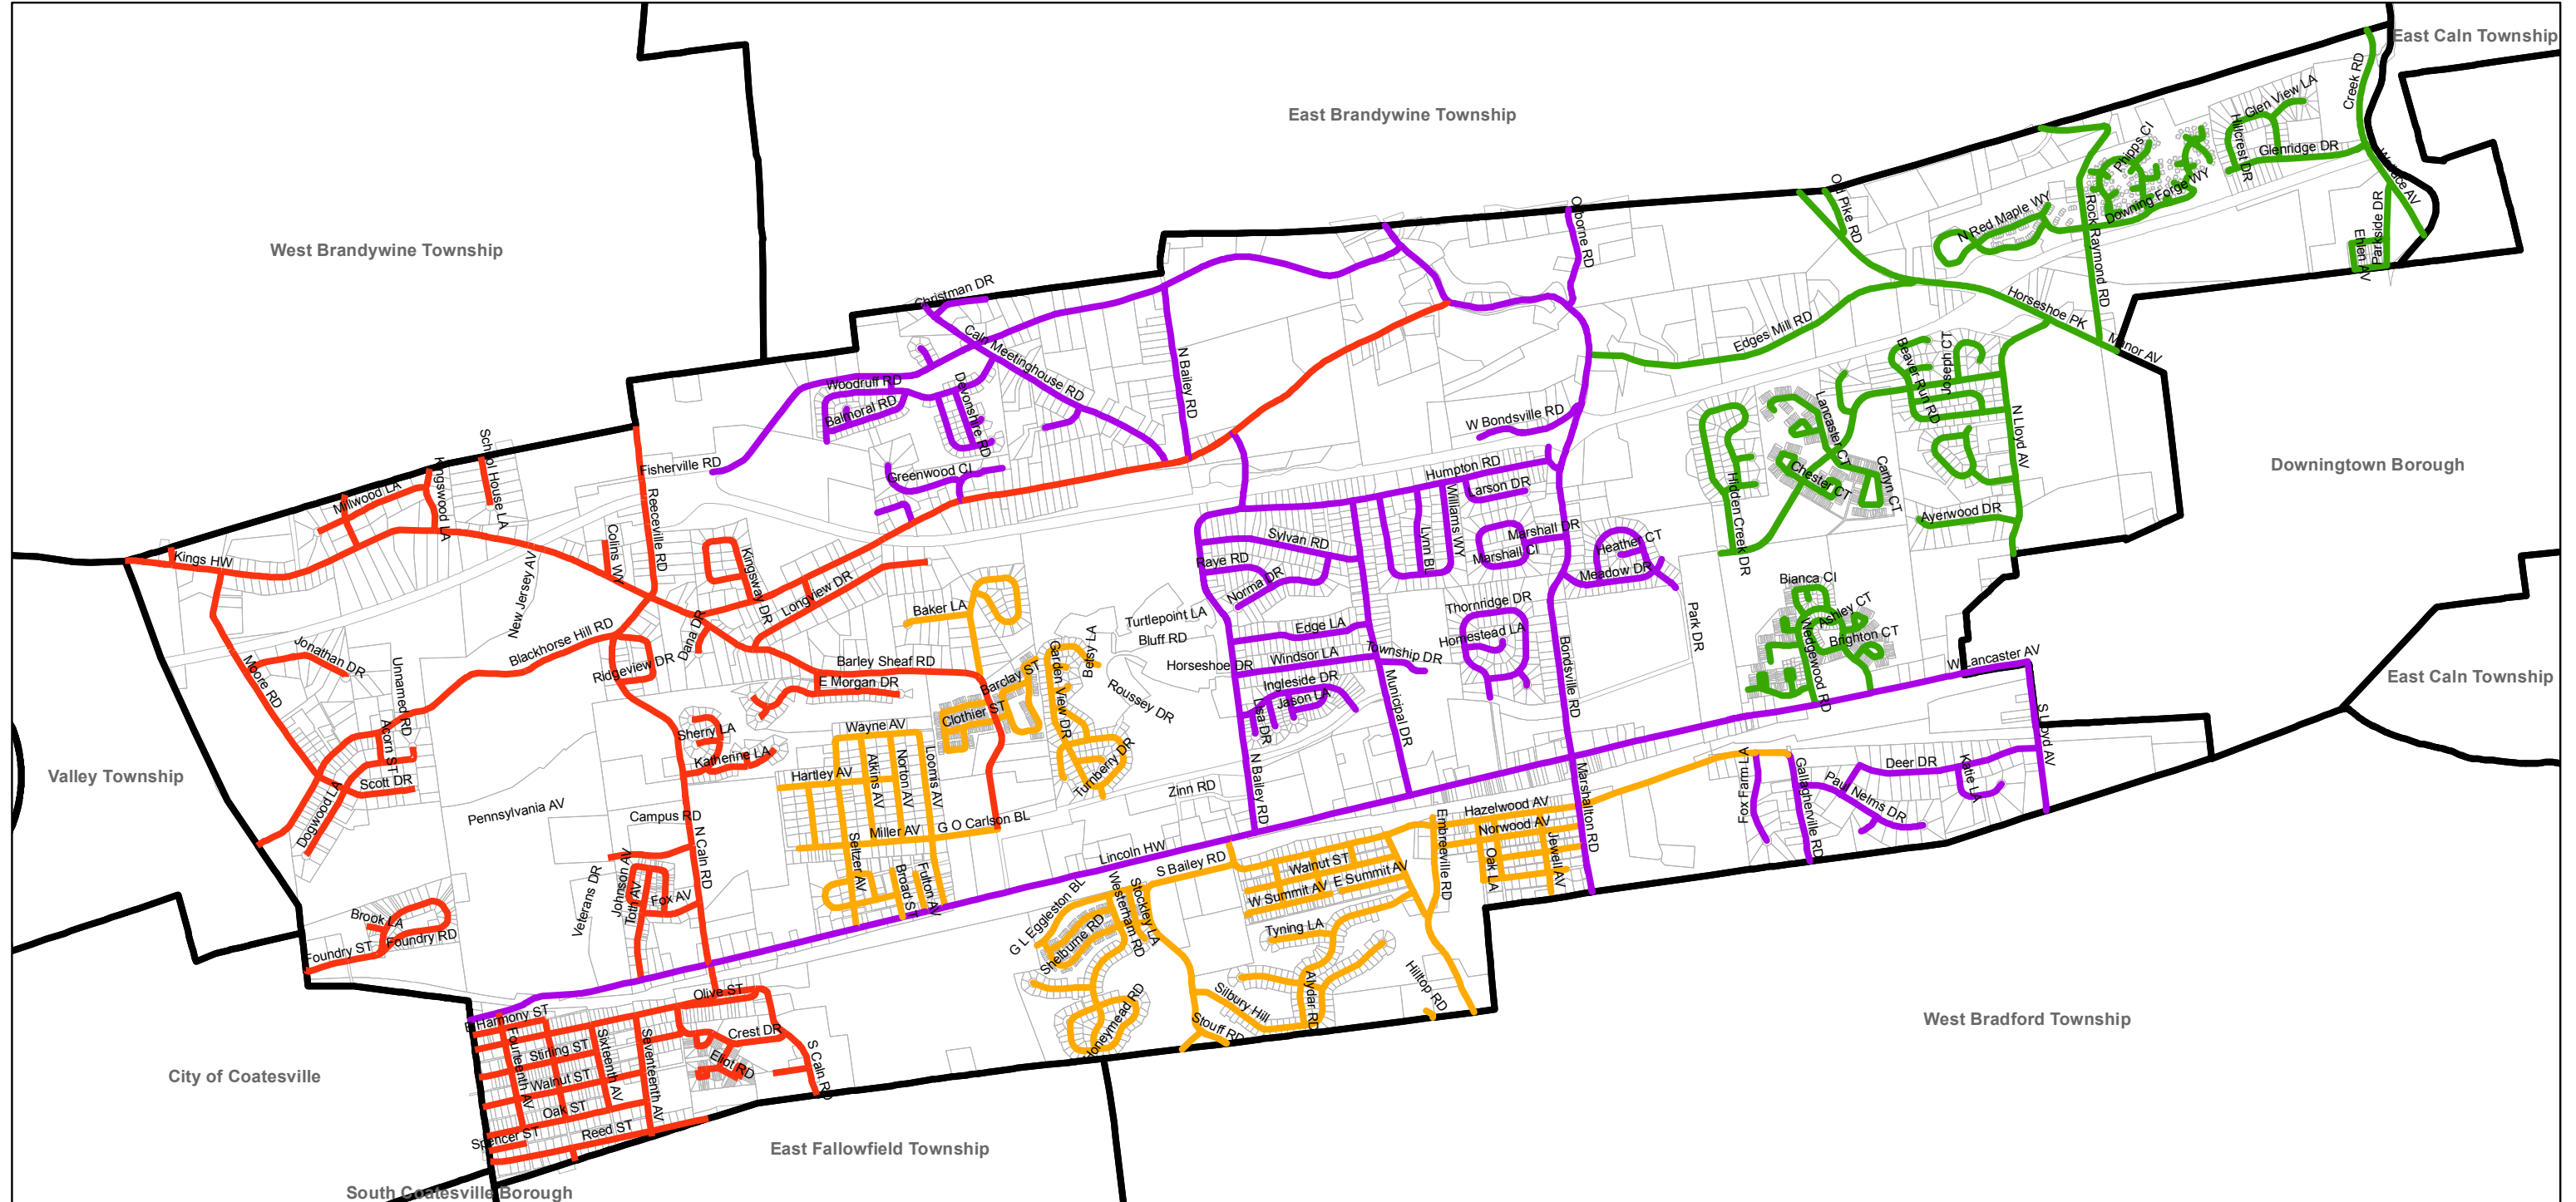 East Caln Township
Creek RD
Glen View LA
East Brandywine Township
Hillcrest DR
Phipps CI
Glenridge DR
Downing Forge WY
Old Pike RD
N Red Maple WY
Parkside DR
Ehlen AV
Rock Raymond RD
West Brandywine Township
Osborne RD
Christman DR
Caln Meetinghouse RD
Horseshoe PK
Edges Mill RD
Manor AV
Joseph CT
Beaver Run RD
N Bailey RD
Woodruff RD
Devonshire RD
Balmoral RD
W Bondsville RD
Lancaster CT
N Lloyd AV
School House LA
Kingswood LA
Fisherville RD
Greenwood CI
Humpton RD
Chester CT
Carlyn CT
Downingtown Borough
Millwood LA
Reeceville RD
Larson DR
Williams WY
Lynn BL
Hidden Creek DR
Ayerwood DR
Colins WY
Sylvan RD
Marshall DR
Marshall CI
Heather CT
Kings HW
New Jersey AV
Kingsway DR
Longview DR
Raye RD
Norma DR
Meadow DR
Bianca CI
Ashley CT
Baker LA
Turtlepoint LA
Thornridge DR
Park DR
Jonathan DR
Blackhorse Hill RD
Dana DR
Bluff RD
Edge LA
Homestead LA
Wedgewood RD
Brighton CT
Moore RD
Unnamed RD
Ridgeview DR
Barley Sheaf RD
Garden View DR
Betsy LA
Horseshoe DR
Windsor LA
Township DR
Bondsville RD
W Lancaster AV
East Caln Township
E Morgan DR
Barclay ST
Roussey DR
Ingleside DR
Jason LA
Lisa DR
Municipal DR
S Lloyd AV
Clothier ST
Wayne AV
Acorn ST
Sherry LA
Katherine LA
Turnberry DR
Valley Township
Scott DR
Hartley AV
Atkins AV
Norton AV
Loomis AV
Zinn RD
N Bailey RD
Marshallton RD
Fox Farm LA
Gallagherville RD
Paul Nelms DR
Deer DR
Katie LA
Dogwood LA
Pennsylvania AV
Campus RD
N Caln RD
Miller AV
G O Carlson BL
Hazelwood AV
Norwood AV
Embreeville RD
Lincoln HW
S Bailey RD
Walnut ST
Oak LA
Jewell AV
Veterans DR
Johnson AV
Toth AV
Fox AV
Seltzer AV
Broad ST
Fulton AV
W Summit AV
E Summit AV
Brook LA
Foundry ST
Foundry RD
G L Eggleston BL
Shelburne RD
Westerham RD
Stockley LA
Tyning LA
Hilltop RD
Olive ST
Honeymead RD
Silbury Hill
Alydar RD
Stouff RD
West Bradford Township
E Harmony ST
Fourteenth AV
Stirling ST
Sixteenth AV
Seventeenth AV
Crest DR
Eliot RD
S Caln RD
City of Coatesville
Walnut ST
Oak ST
Spencer ST
Reed ST
East Fallowfield Township
South Coatesville Borough